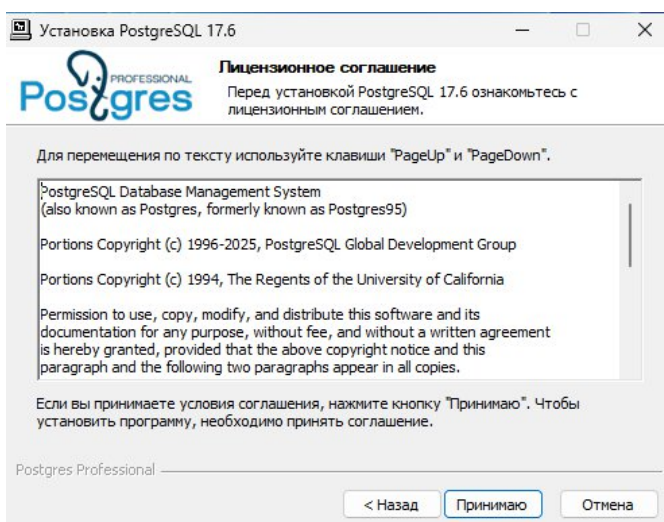 Установка PostgreSQL 17.6
PROFESSIONAL
Postgres
Лицензионное соглашение
Перед установкой PostgreSQL 17.6 ознакомьтесь с
лицензионным соглашением.
Для перемещения по тексту используйте клавиши "PageUp" и "PageDown".
PostgreSQL Database Management System
(also known as Postgres, formerly known as Postgres95)
Portions Copyright (c) 1996-2025, PostgreSQL Global Development Group
Portions Copyright (c) 1994, The Regents of the University of California
Permission to use, copy, modify, and distribute this software and its
documentation for any purpose, without fee, and without a written agreement
is hereby granted, provided that the above copyright notice and this
paragraph and the following two paragraphs appear in all copies.
Если вы принимаете условия соглашения, нажмите кнопку "Принимаю". Чтобы
установить программу, необходимо принять соглашение.
Postgres Professional
< Назад
Принимаю
Отмена